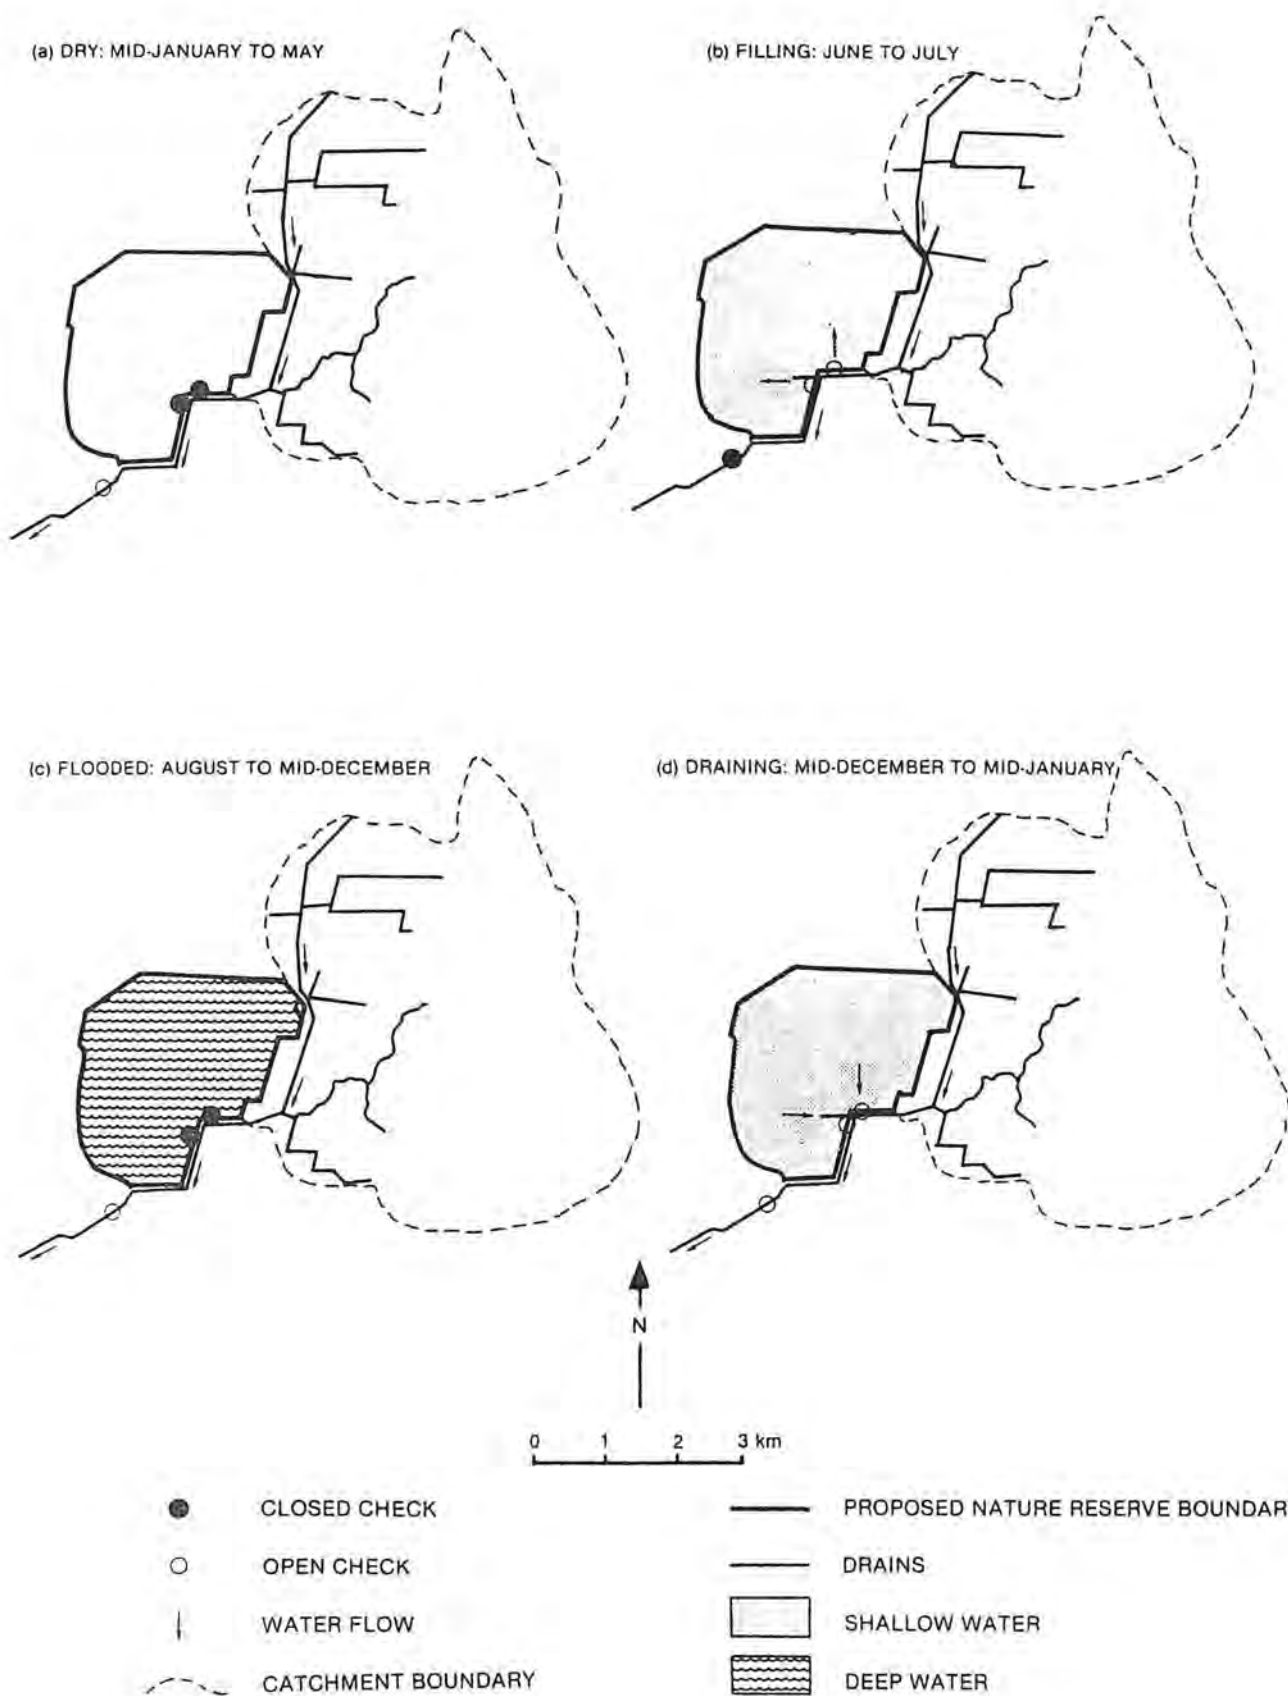 (a) DRY: MID-JANUARY TO MAY
(b) FILLING: JUNE TO JULY
(c) FLOODED: AUGUST TO MID-DECEMBER
(d) DRAINING: MID-DECEMBER TO MID-JANUARY
N
0 1 2 3 km
CLOSED CHECK
OPEN CHECK
WATER FLOW
CATCHMENT BOUNDARY
PROPOSED NATURE RESERVE BOUNDAR
DRAINS
SHALLOW WATER
DEEP WATER